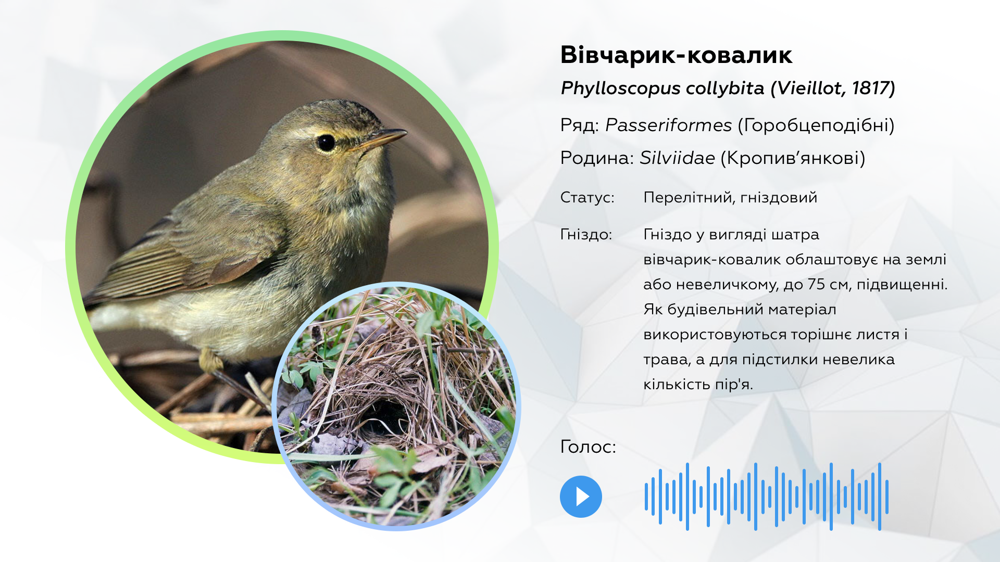 Вівчарик-ковалик
Phylloscopus collybita (Vieillot, 1817)
Ряд: Passeriformes (Горобцеподібні)
Родина: Silviidae (Кропив’янкові)
Статус: Перелітний, гніздовий
Гніздо: Гніздо у вигляді шатра
вівчарик-ковалик облаштовує на землі
або невеличкому, до 75 см, підвищенні.
Як будівельний матеріал
використовуються торішнє листя і
трава, а для підстилки невелика
кількість пір'я.
Голос: